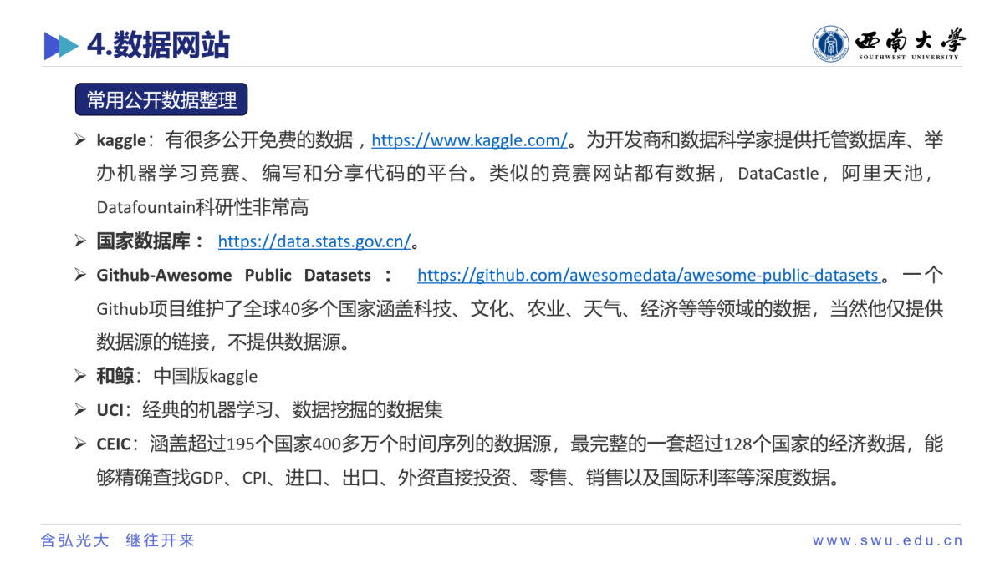 4.数据网站
西南大学
SOUTHWEST UNIVERSITY
常用公开数据整理
➢ kaggle：有很多公开免费的数据，https://www.kaggle.com/。为开发商和数据科学家提供托管数据库、举
办机器学习竞赛、编写和分享代码的平台。类似的竞赛网站都有数据，DataCastle，阿里天池，
Datafountain科研性非常高
➢ 国家数据库： https://data.stats.gov.cn/。
➢ Github-Awesome Public Datasets ： https://github.com/awesomedata/awesome-public-datasets 。一个
Github项目维护了全球40多个国家涵盖科技、文化、农业、天气、经济等等领域的数据，当然他仅提供
数据源的链接，不提供数据源。
➢ 和鲸：中国版kaggle
➢ UCI：经典的机器学习、数据挖掘的数据集
➢ CEIC：涵盖超过195个国家400多万个时间序列的数据源，最完整的一套超过128个国家的经济数据，能
够精确查找GDP、CPI、进口、出口、外资直接投资、零售、销售以及国际利率等深度数据。
含弘光大 继往开来
www.swu.edu.cn